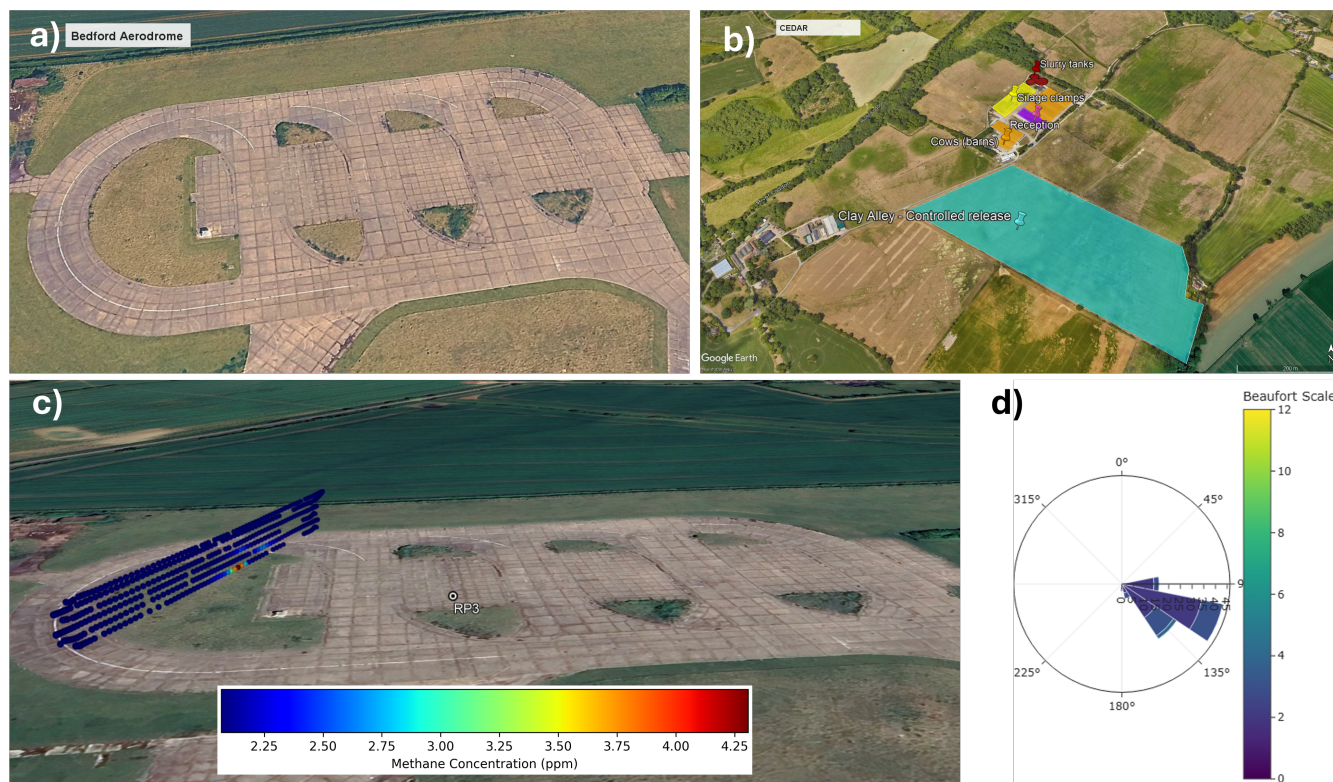 a) Bedford Aerodrome
b) CEDAR
Slurry tanks
Silage clamps
Reception
Cows (barns)
Clay Alley - Controlled release
Google Earth
200 m
c)
RP3
2.25 2.50 2.75 3.00 3.25 3.50 3.75 4.00 4.25
Methane Concentration (ppm)
d)
Beaufort Scale
12
10
8
6
4
2
0
0°
45°
9
135°
180°
225°
315°